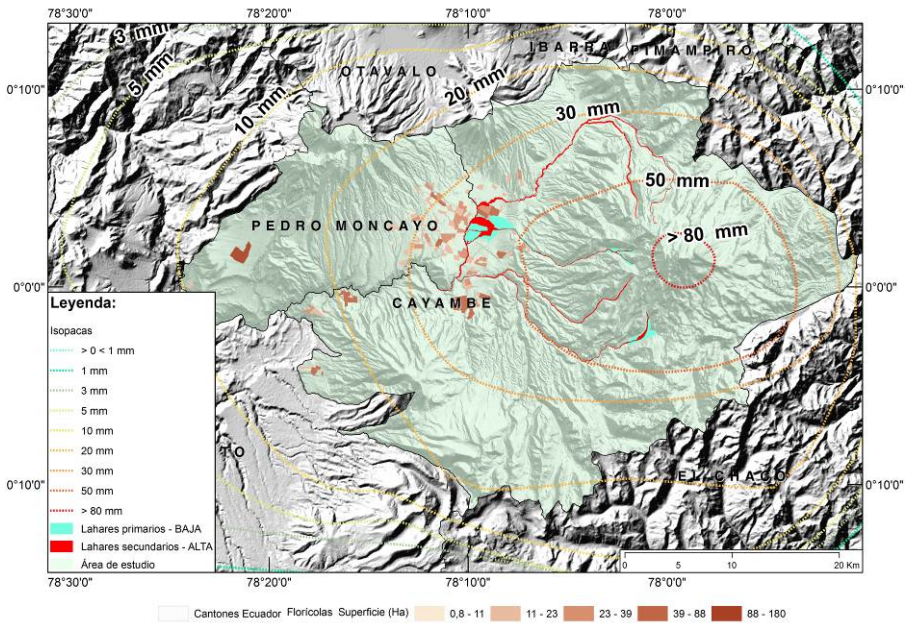 78°30'0"
78°20'0"
78°10'0"
78°0'0"
3 mm
5 mm
10 mm
20 mm
30 mm
50 mm
> 80 mm
OTAVALO
IBARRA
PIMAMPIRO
0°10'0"
0°10'0"
PEDRO MONCAYO
CAYAMBE
0°0'0"
0°0'0"
TO
EL CHACO
0°10'0"
0°10'0"
Leyenda:
Isopacas
> 0 < 1 mm
1 mm
3 mm
5 mm
10 mm
20 mm
30 mm
50 mm
> 80 mm
Lahares primarios - BAJA
Lahares secundarios - ALTA
Área de estudio
0 5 10 20 Km
78°30'0"
78°20'0"
78°10'0"
78°0'0"
Cantones Ecuador Florícolas Superficie (Ha) 0,8 - 11 11 - 23 23 - 39 39 - 88 88 - 180